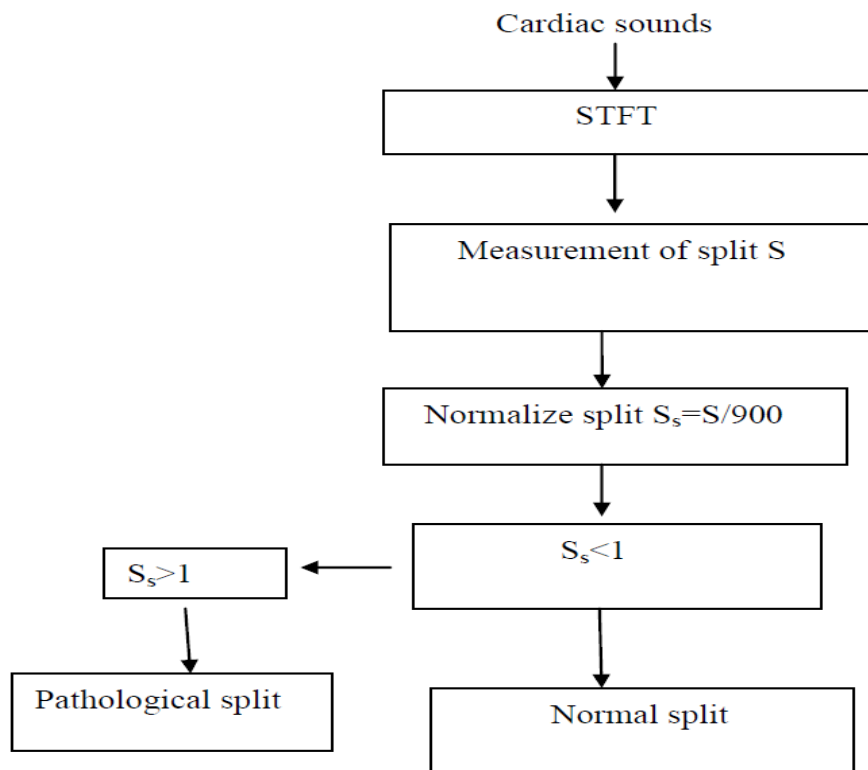 Cardiac sounds
STFT
Measurement of split S
Normalize split Sₛ=S/900
Sₛ<1
Sₛ>1
Pathological split
Normal split